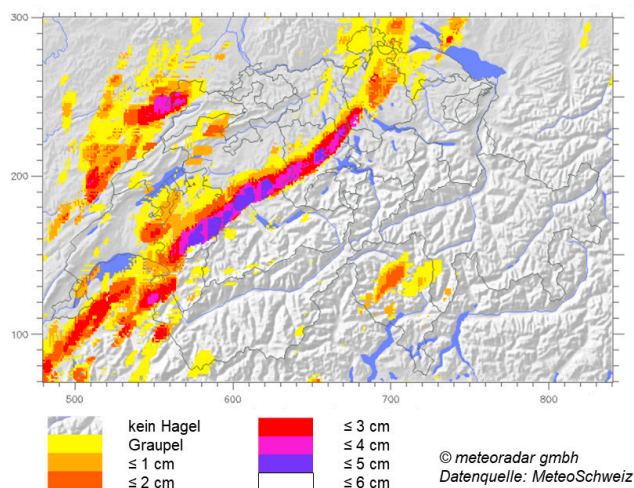 300
200
100
500
600
700
800
kein Hagel
Graupel
≤ 1 cm
≤ 2 cm
≤ 3 cm
≤ 4 cm
≤ 5 cm
≤ 6 cm
© meteoradar gmbh
Datenquelle: MeteoSchweiz